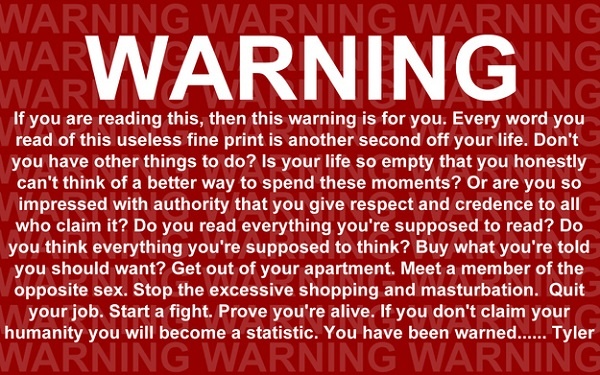 WARNING WARNING WARNING
WARNING
If you are reading this, then this warning is for you. Every word you
read of this useless fine print is another second off your life. Don't
you have other things to do? Is your life so empty that you honestly
can't think of a better way to spend these moments? Or are you so
impressed with authority that you give respect and credence to all
who claim it? Do you read everything you're supposed to read? Do
you think everything you're supposed to think? Buy what you're told
you should want? Get out of your apartment. Meet a member of the
opposite sex. Stop the excessive shopping and masturbation.  Quit
your job. Start a fight. Prove you're alive. If you don't claim your
humanity you will become a statistic. You have been warned...... Tyler
WARNING WARNING WARNING